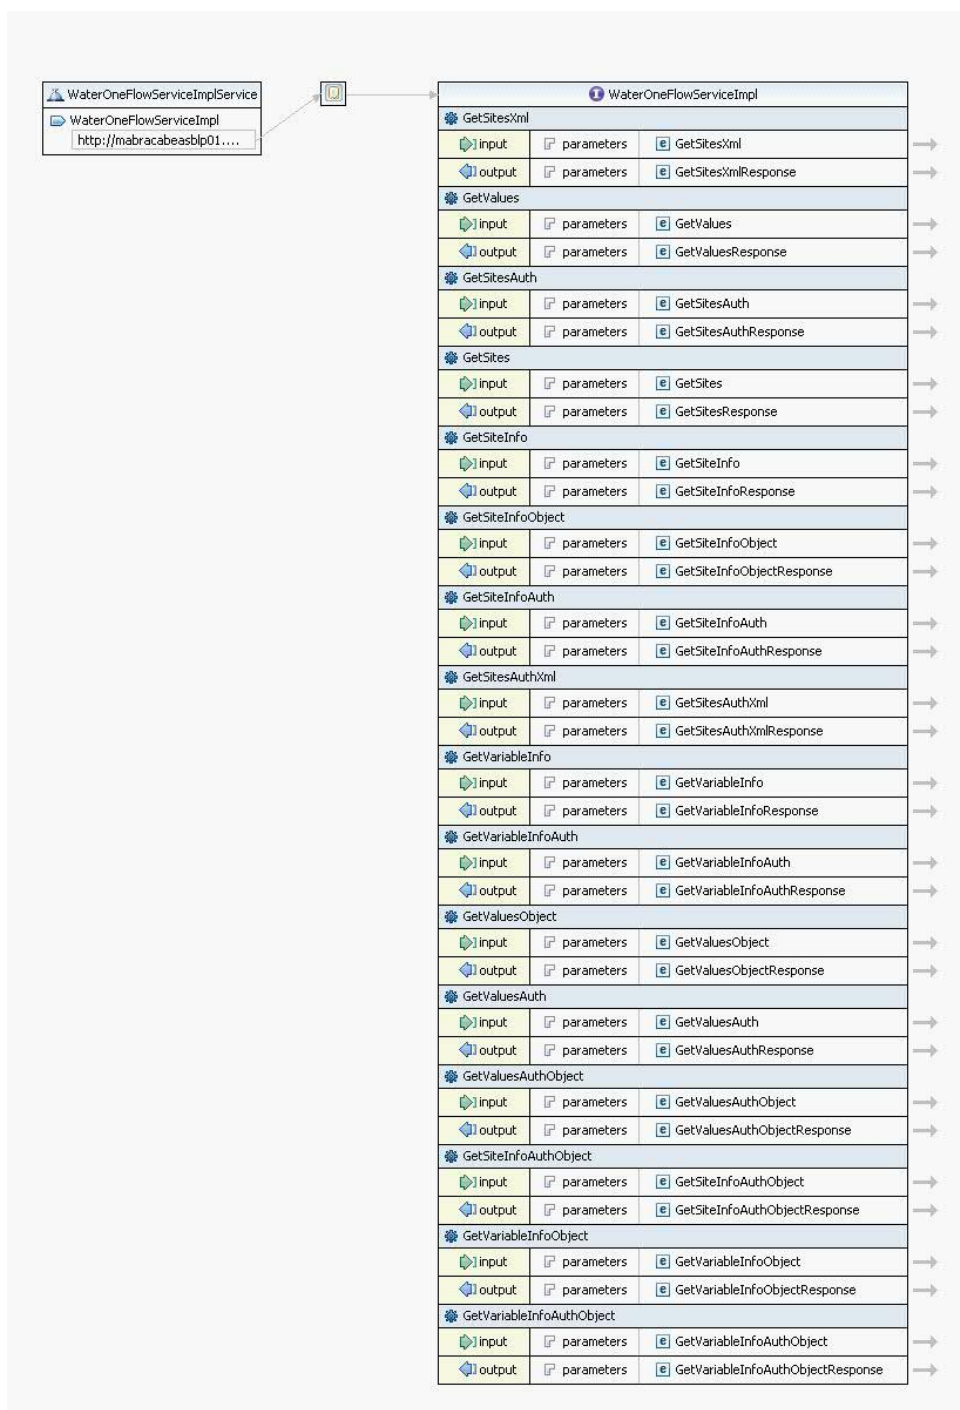 WaterOneFlowServiceImplService
WaterOneFlowServiceImpl
http://mabracabeasblp01....
WaterOneFlowServiceImpl
GetSitesXml
input parameters GetSitesXml
output parameters GetSitesXmlResponse
GetValues
input parameters GetValues
output parameters GetValuesResponse
GetSitesAuth
input parameters GetSitesAuth
output parameters GetSitesAuthResponse
GetSites
input parameters GetSites
output parameters GetSitesResponse
GetSiteInfo
input parameters GetSiteInfo
output parameters GetSiteInfoResponse
GetSiteInfoObject
input parameters GetSiteInfoObject
output parameters GetSiteInfoObjectResponse
GetSiteInfoAuth
input parameters GetSiteInfoAuth
output parameters GetSiteInfoAuthResponse
GetSitesAuthXml
input parameters GetSitesAuthXml
output parameters GetSitesAuthXmlResponse
GetVariableInfo
input parameters GetVariableInfo
output parameters GetVariableInfoResponse
GetVariableInfoAuth
input parameters GetVariableInfoAuth
output parameters GetVariableInfoAuthResponse
GetValuesObject
input parameters GetValuesObject
output parameters GetValuesObjectResponse
GetValuesAuth
input parameters GetValuesAuth
output parameters GetValuesAuthResponse
GetValuesAuthObject
input parameters GetValuesAuthObject
output parameters GetValuesAuthObjectResponse
GetSiteInfoAuthObject
input parameters GetSiteInfoAuthObject
output parameters GetSiteInfoAuthObjectResponse
GetVariableInfoObject
input parameters GetVariableInfoObject
output parameters GetVariableInfoObjectResponse
GetVariableInfoAuthObject
input parameters GetVariableInfoAuthObject
output parameters GetVariableInfoAuthObjectResponse